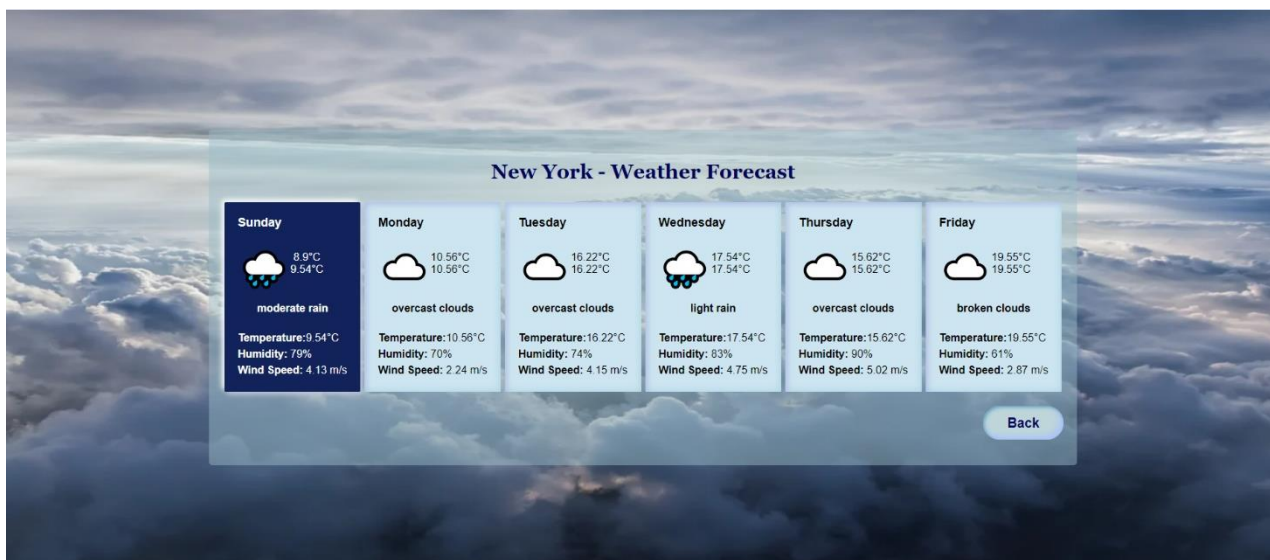 New York - Weather Forecast
Sunday
8.9°C
9.54°C
moderate rain
Temperature:9.54°C
Humidity: 79%
Wind Speed: 4.13 m/s
Monday
10.56°C
10.56°C
overcast clouds
Temperature:10.56°C
Humidity: 70%
Wind Speed: 2.24 m/s
Tuesday
16.22°C
16.22°C
overcast clouds
Temperature:16.22°C
Humidity: 74%
Wind Speed: 4.15 m/s
Wednesday
17.54°C
17.54°C
light rain
Temperature:17.54°C
Humidity: 83%
Wind Speed: 4.75 m/s
Thursday
15.62°C
15.62°C
overcast clouds
Temperature:15.62°C
Humidity: 90%
Wind Speed: 5.02 m/s
Friday
19.55°C
19.55°C
broken clouds
Temperature:19.55°C
Humidity: 61%
Wind Speed: 2.87 m/s
Back